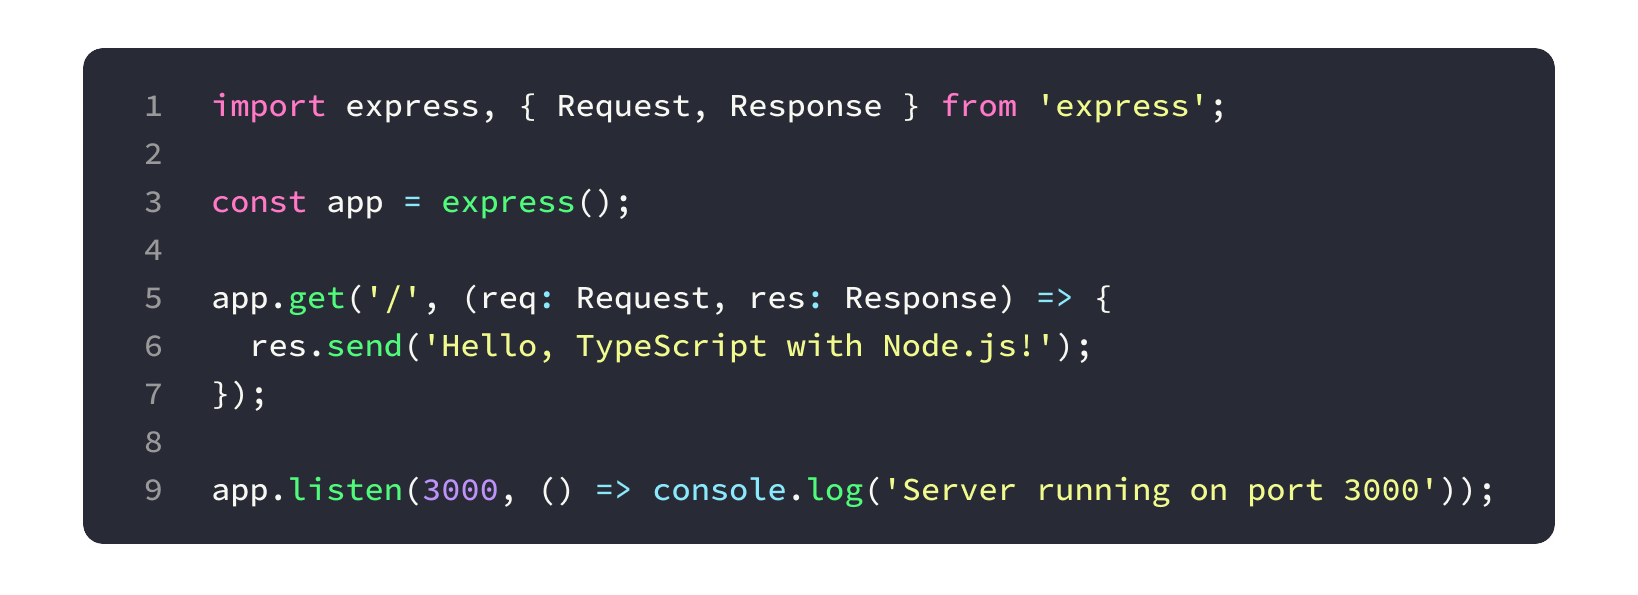 1 import express, { Request, Response } from 'express';
2
3 const app = express();
4
5 app.get('/', (req: Request, res: Response) => {
6   res.send('Hello, TypeScript with Node.js!');
7 });
8
9 app.listen(3000, () => console.log('Server running on port 3000'));